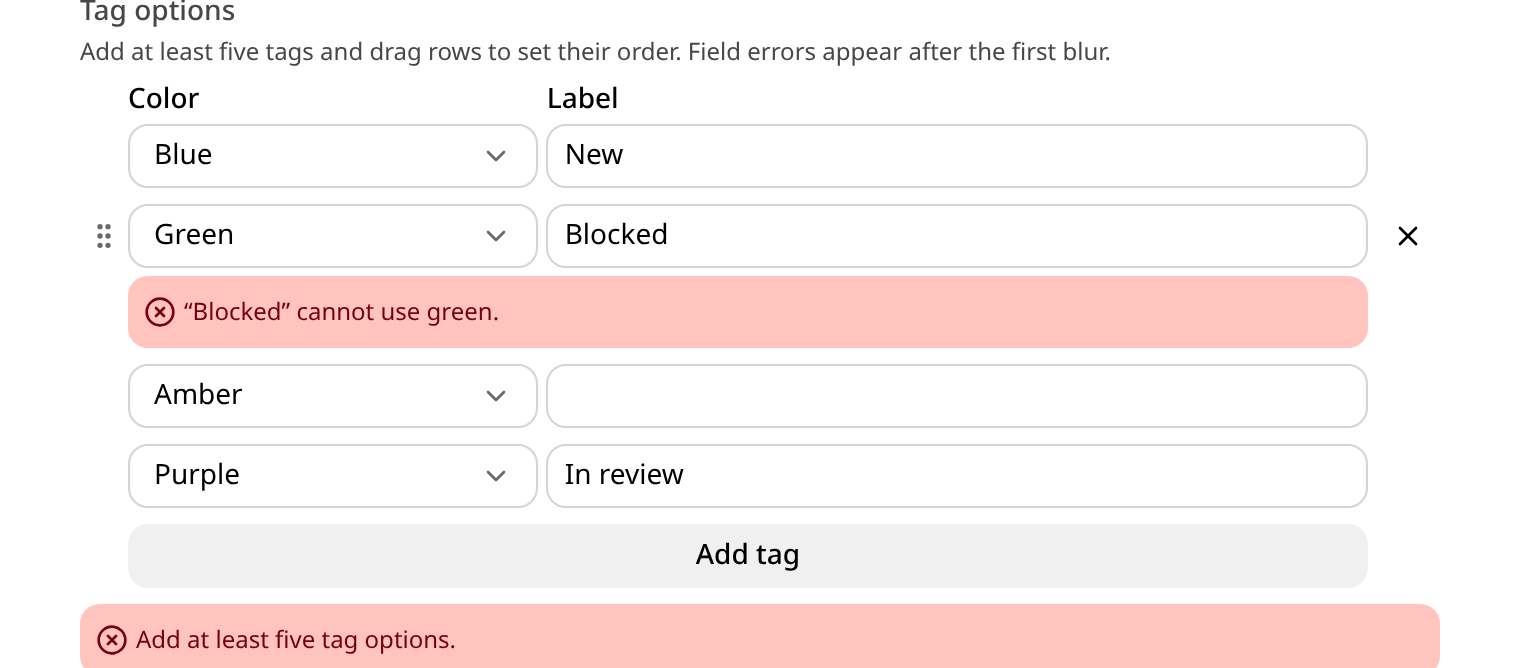 Tag options
Add at least five tags and drag rows to set their order. Field errors appear after the first blur.
Color Label
Blue New
Green Blocked
“Blocked” cannot use green.
Amber
Purple In review
Add tag
Add at least five tag options.